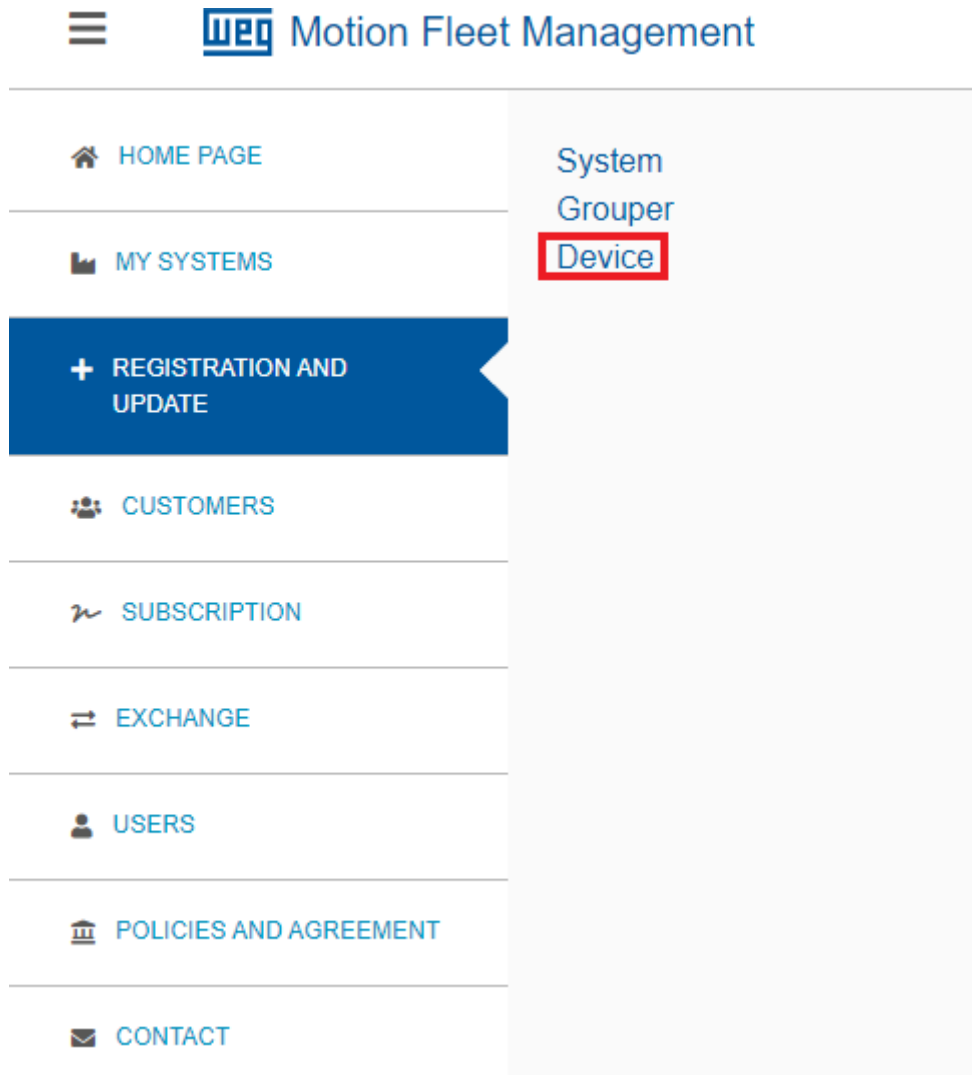 WEG Motion Fleet Management
HOME PAGE
MY SYSTEMS
REGISTRATION AND
UPDATE
CUSTOMERS
SUBSCRIPTION
EXCHANGE
USERS
POLICIES AND AGREEMENT
CONTACT
System
Grouper
Device